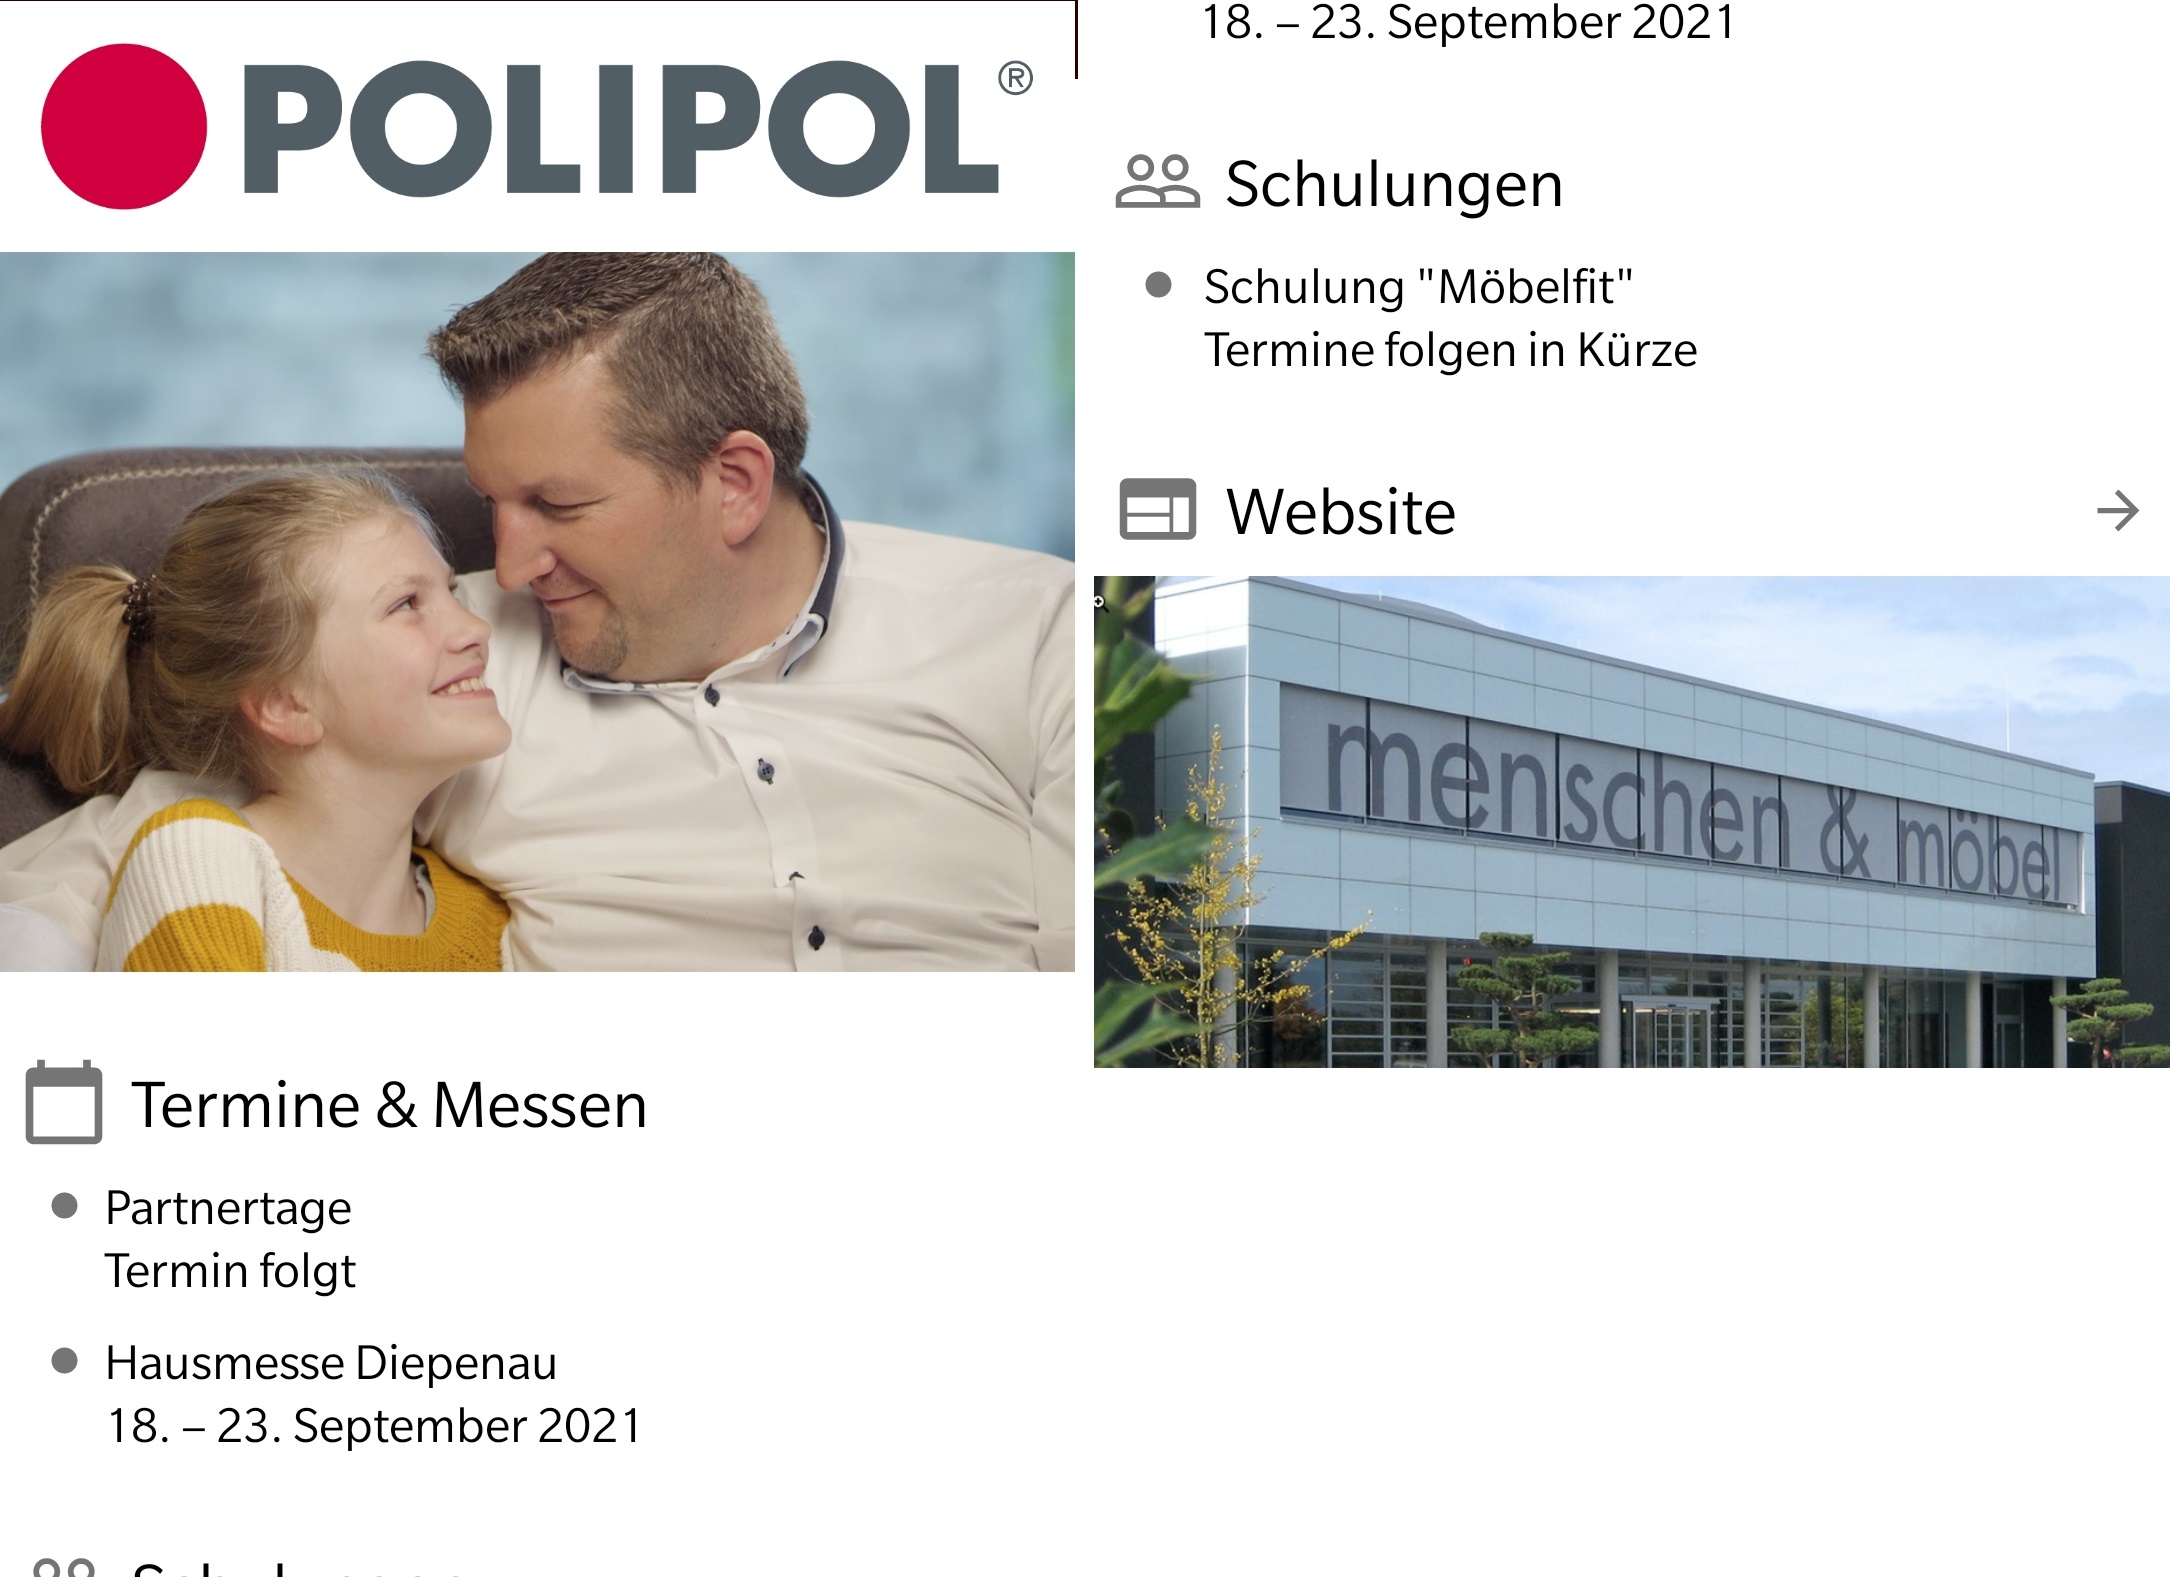 POLIPOL®
Termine & Messen
Partnertage
Termin folgt
Hausmesse Diepenau
18. – 23. September 2021
Schulungen
18. – 23. September 2021
Schulungen
Schulung "Möbelfit"
Termine folgen in Kürze
Website
menschen & möbel